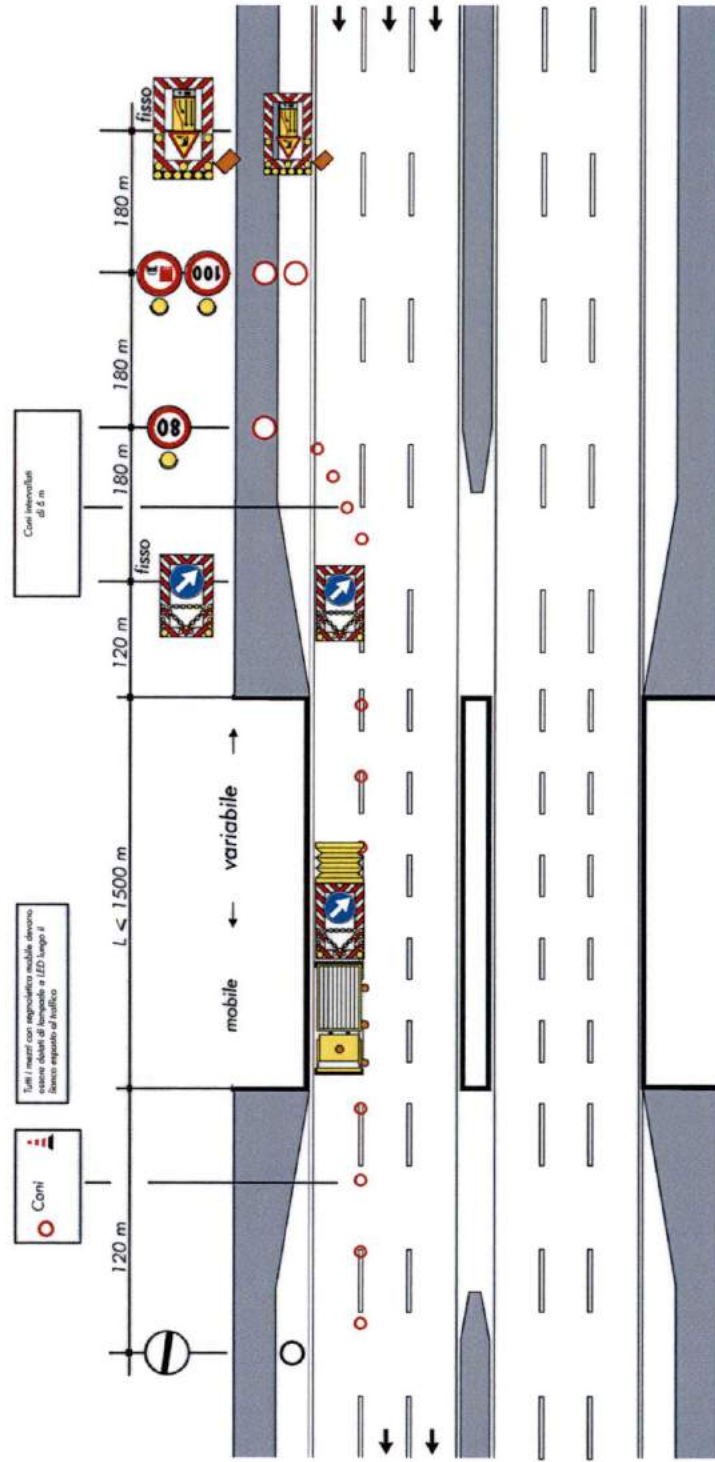 Coni
Tutti i mezzi con segnaletica mobile devono
essere dotati di lampade a LED lungo il
fianco esposto al traffico
Coni intervallati
di 6 m
120 m
L < 1500 m
120 m
180 m
180 m
180 m
fisso
fisso
mobile
variabile
80
100